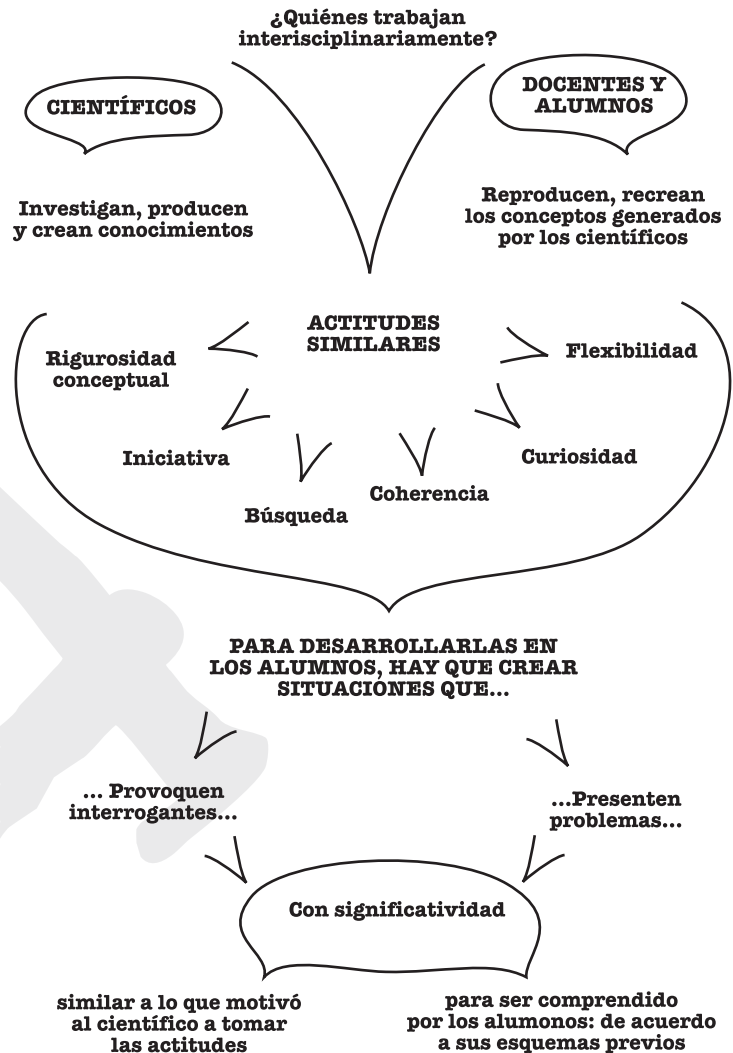 ¿Quiénes trabajan
interisciplinariamente?
CIENTÍFICOS
DOCENTES Y
ALUMNOS
Investigan, producen
y crean conocimientos
Reproducen, recrean
los conceptos generados
por los científicos
ACTITUDES
SIMILARES
Rigurosidad
conceptual
Flexibilidad
Iniciativa
Curiosidad
Búsqueda
Coherencia
PARA DESARROLLARLAS EN
LOS ALUMNOS, HAY QUE CREAR
SITUACIONES QUE...
... Provoquen
interrogantes...
...Presenten
problemas...
Con significatividad
similar a lo que motivó
al científico a tomar
las actitudes
para ser comprendido
por los alumonos: de acuerdo
a sus esquemas previos